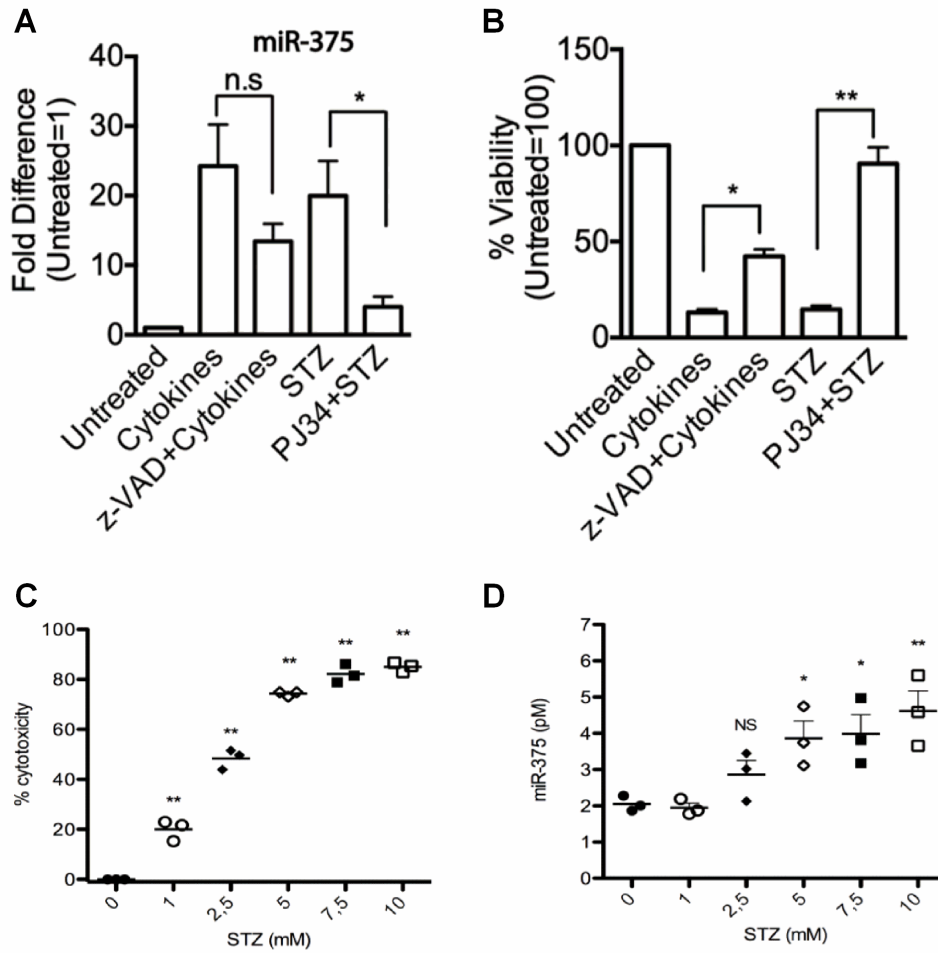 A
miR-375
Fold Difference
(Untreated=1)
40
30
20
10
0
n.s
*
Untreated
Cytokines
z-VAD+Cytokines
STZ
PJ34+STZ
B
% Viability
(Untreated=100)
150
100
50
0
*
**
Untreated
Cytokines
z-VAD+Cytokines
STZ
PJ34+STZ
C
% cytotoxicity
100
80
60
40
20
0
**
**
**
**
**
0
1
2,5
5
7,5
10
STZ (mM)
D
miR-375 (pM)
7
6
5
4
3
2
1
0
NS
*
*
**
0
1
2,5
5
7,5
10
STZ (mM)